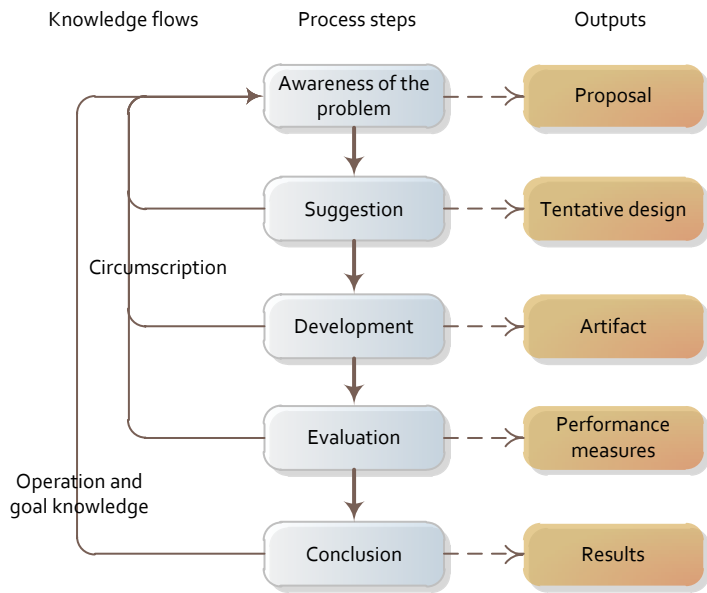 Knowledge flows
Process steps
Outputs
Awareness of the
problem
Proposal
Suggestion
Tentative design
Circumscription
Development
Artifact
Evaluation
Performance
measures
Operation and
goal knowledge
Conclusion
Results